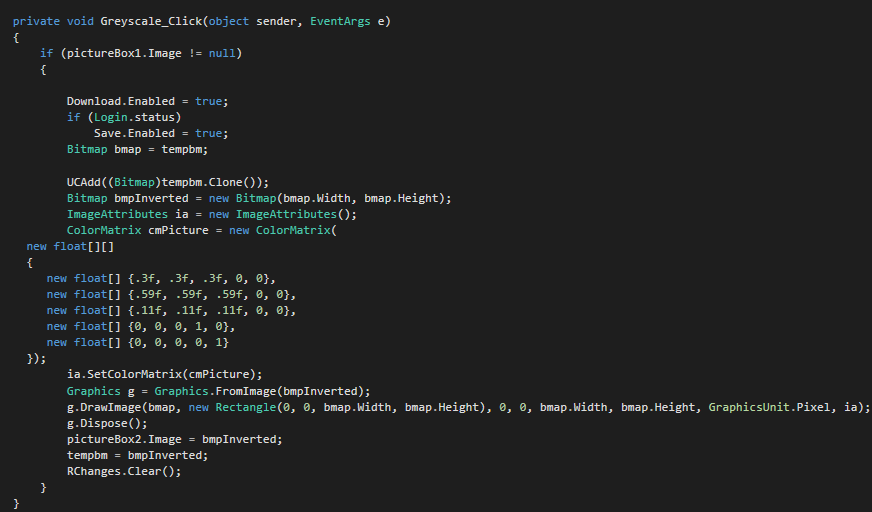 private void Greyscale_Click(object sender, EventArgs e)
{
    if (pictureBox1.Image != null)
    {

        Download.Enabled = true;
        if (Login.status)
            Save.Enabled = true;
        Bitmap bmap = tempbm;

        UCAdd((Bitmap)tempbm.Clone());
        Bitmap bmpInverted = new Bitmap(bmap.Width, bmap.Height);
        ImageAttributes ia = new ImageAttributes();
        ColorMatrix cmPicture = new ColorMatrix(
  new float[][]
  {
     new float[] {.3f, .3f, .3f, 0, 0},
     new float[] {.59f, .59f, .59f, 0, 0},
     new float[] {.11f, .11f, .11f, 0, 0},
     new float[] {0, 0, 0, 1, 0},
     new float[] {0, 0, 0, 0, 1}
  });
        ia.SetColorMatrix(cmPicture);
        Graphics g = Graphics.FromImage(bmpInverted);
        g.DrawImage(bmap, new Rectangle(0, 0, bmap.Width, bmap.Height), 0, 0, bmap.Width, bmap.Height, GraphicsUnit.Pixel, ia);
        g.Dispose();
        pictureBox2.Image = bmpInverted;
        tempbm = bmpInverted;
        RChanges.Clear();
    }
}